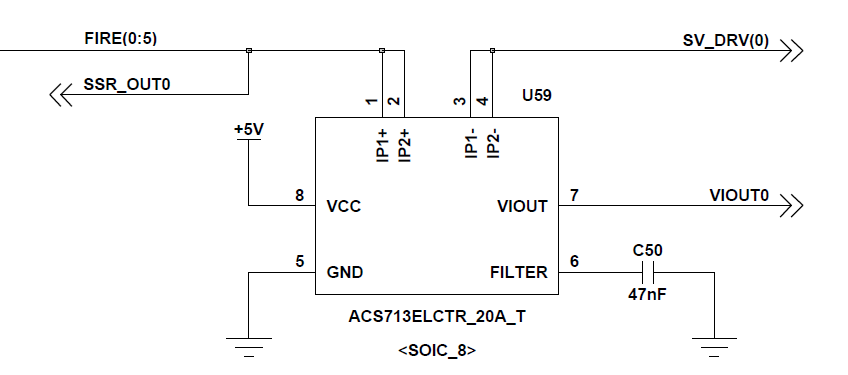 FIRE(0:5)
SV_DRV(0)
SSR_OUT0
1
2
3
4
U59
+5V
IP1+
IP2+
IP1-
IP2-
8
VCC
VIOUT
7
VIOUT0
5
GND
FILTER
6
C50
47nF
ACS713ELCTR_20A_T
<SOIC_8>